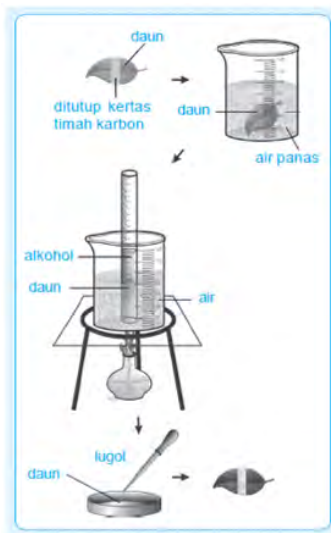 daun
ditutup kertas
timah karbon
daun
air panas
alkohol
daun
air
lugol
daun